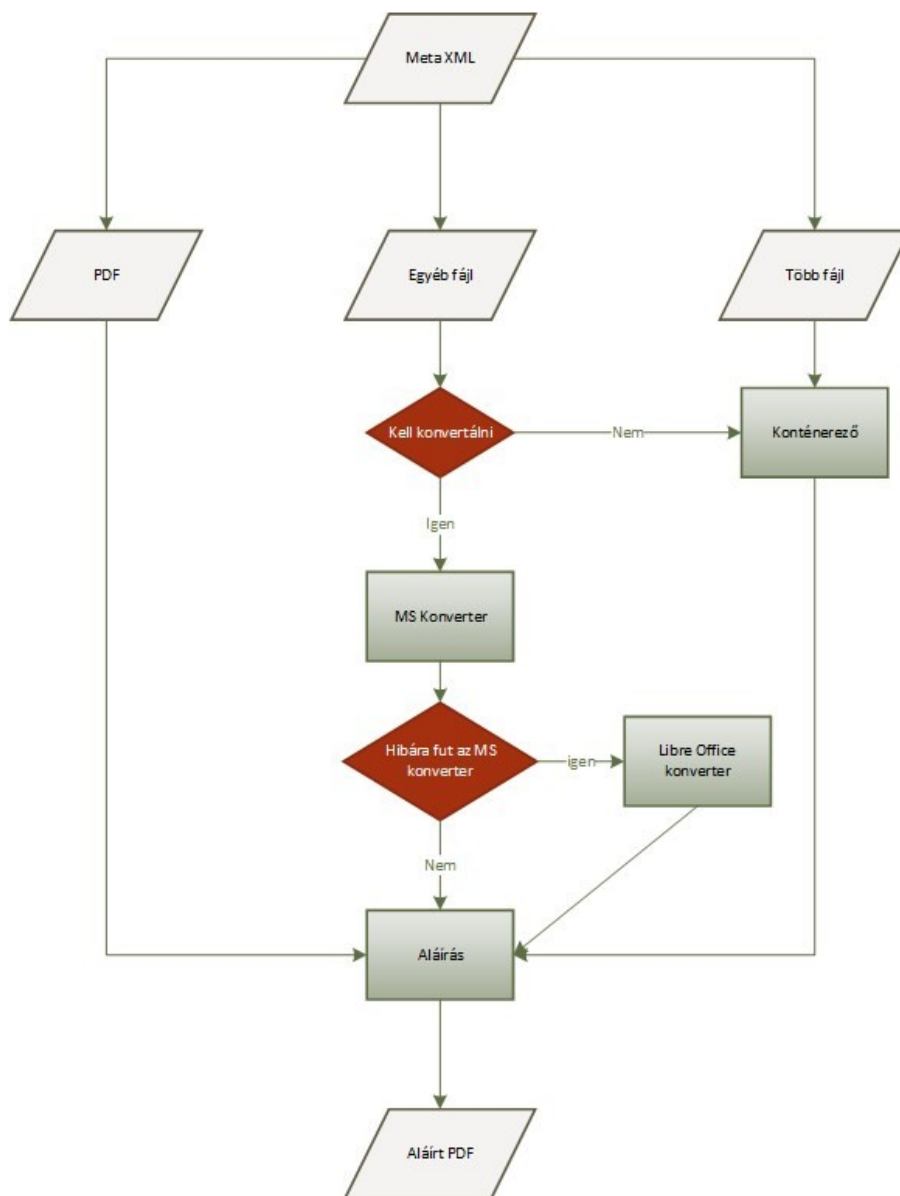 Meta XML
PDF
Egyéb fájl
Több fájl
Kell konvertálni
Nem
Konténerező
Igen
MS Konverter
Hibára fut az MS
konverter
igen
Libre Office
konverter
Nem
Aláírás
Aláírt PDF